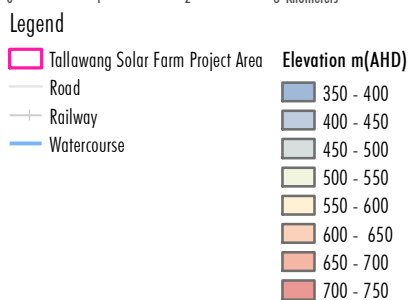 Legend
Tallawang Solar Farm Project Area
Road
Railway
Watercourse
Elevation m(AHD)
350 - 400
400 - 450
450 - 500
500 - 550
550 - 600
600 - 650
650 - 700
700 - 750